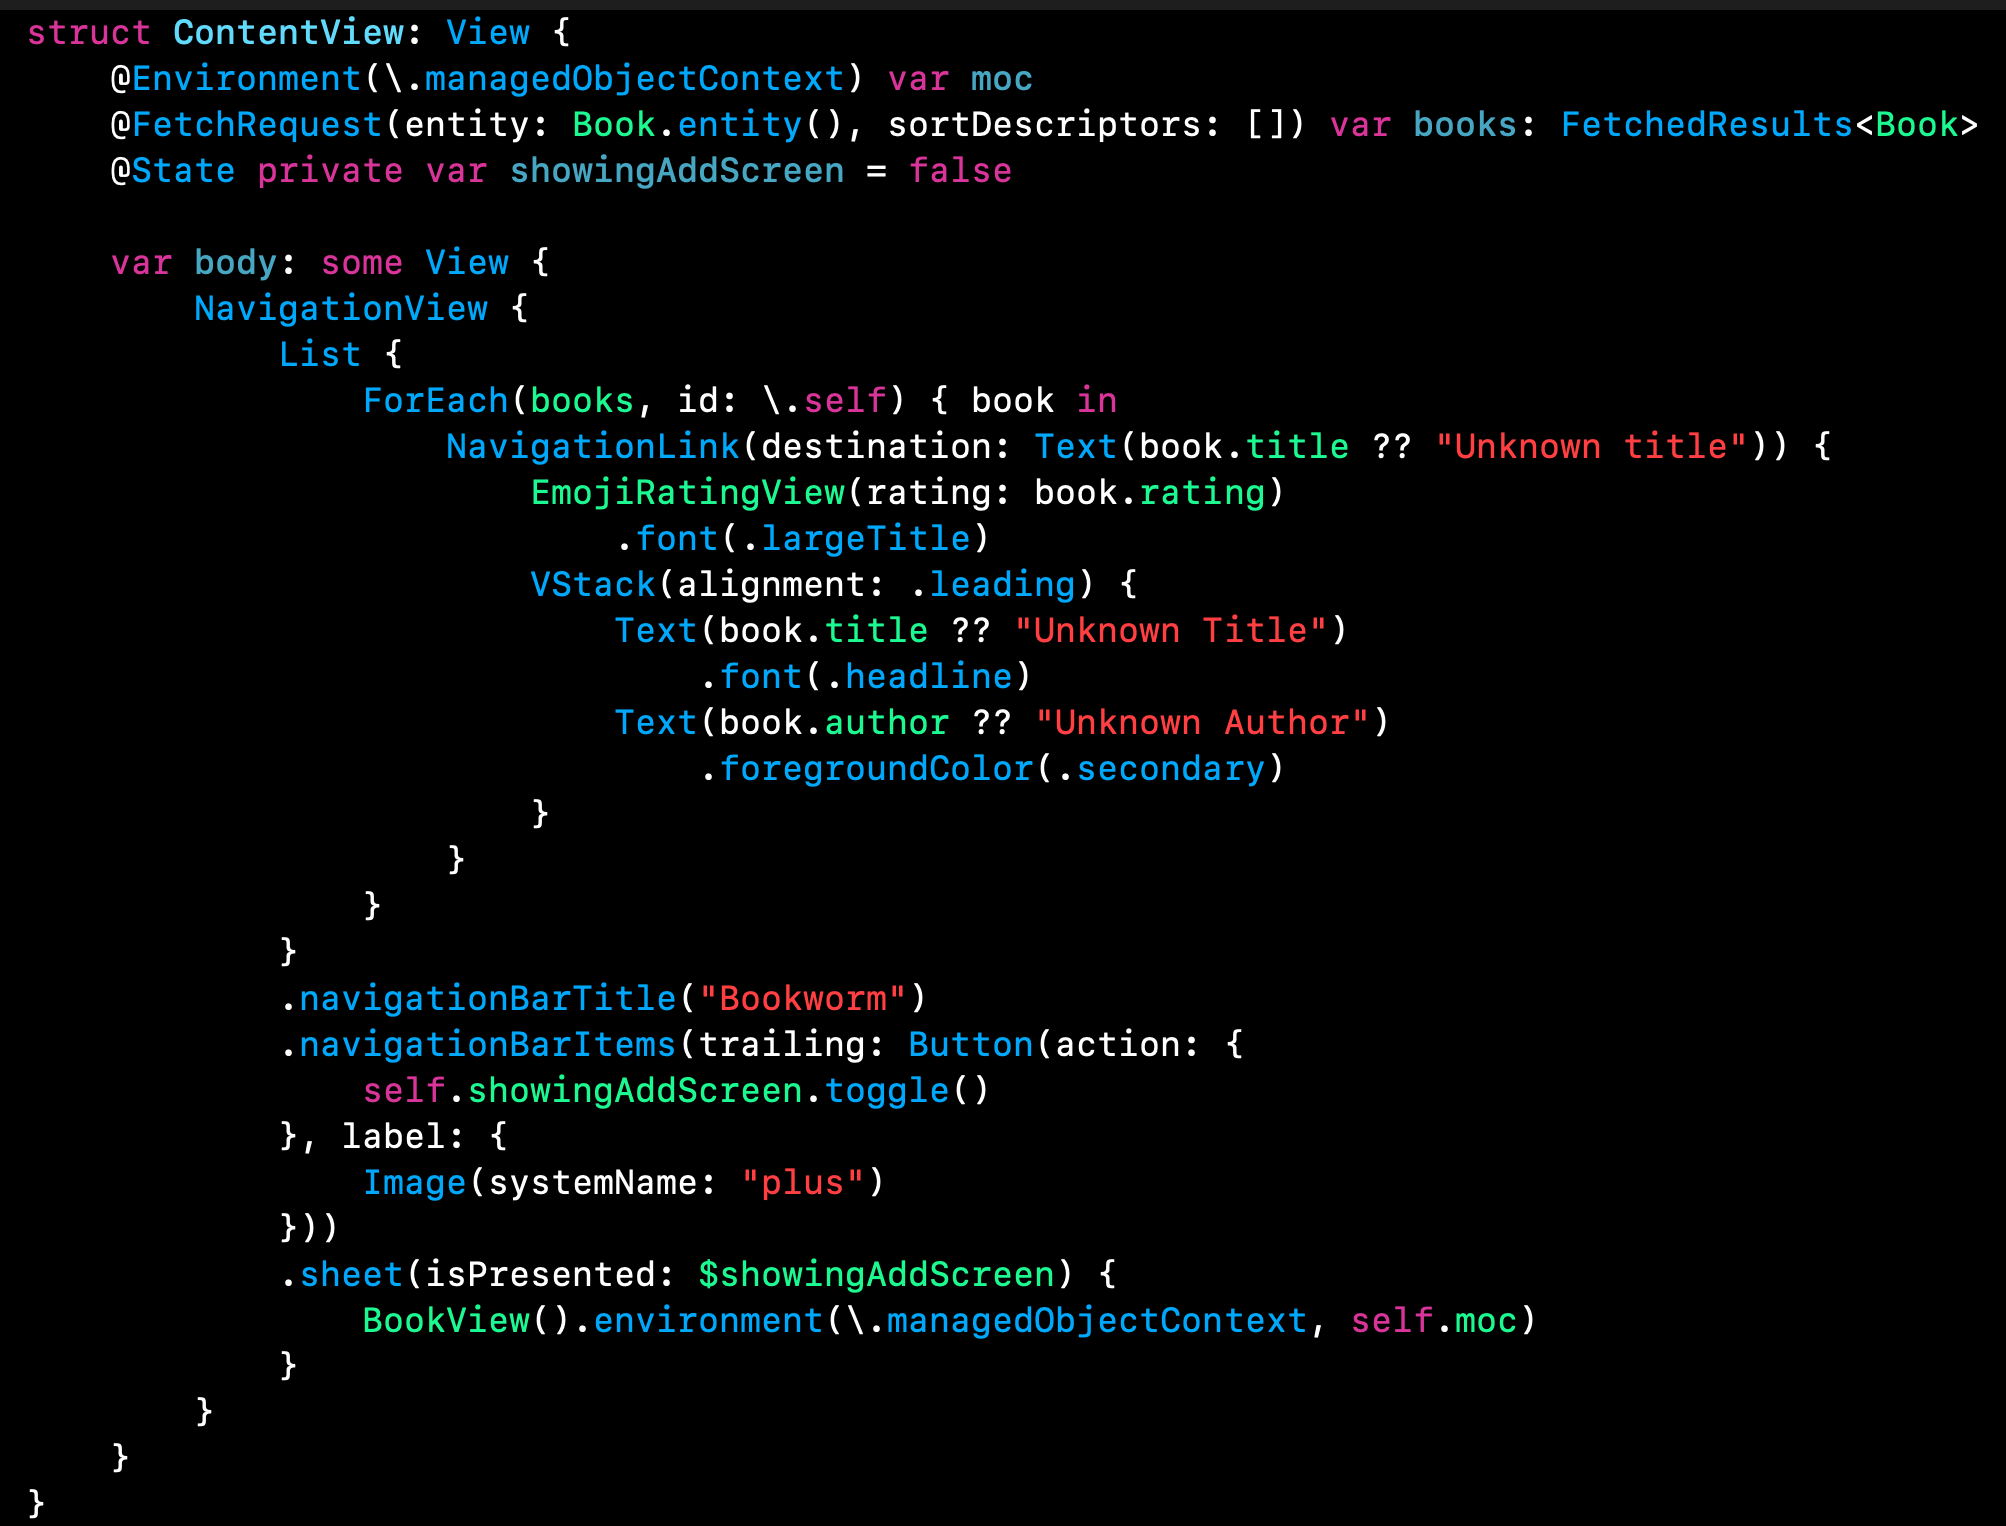 struct ContentView: View {
    @Environment(\.managedObjectContext) var moc
    @FetchRequest(entity: Book.entity(), sortDescriptors: []) var books: FetchedResults<Book>
    @State private var showingAddScreen = false

    var body: some View {
        NavigationView {
            List {
                ForEach(books, id: \.self) { book in
                    NavigationLink(destination: Text(book.title ?? "Unknown title")) {
                        EmojiRatingView(rating: book.rating)
                            .font(.largeTitle)
                        VStack(alignment: .leading) {
                            Text(book.title ?? "Unknown Title")
                                .font(.headline)
                            Text(book.author ?? "Unknown Author")
                                .foregroundColor(.secondary)
                        }
                    }
                }
            }
            .navigationBarTitle("Bookworm")
            .navigationBarItems(trailing: Button(action: {
                self.showingAddScreen.toggle()
            }, label: {
                Image(systemName: "plus")
            }))
            .sheet(isPresented: $showingAddScreen) {
                BookView().environment(\.managedObjectContext, self.moc)
            }
        }
    }
}